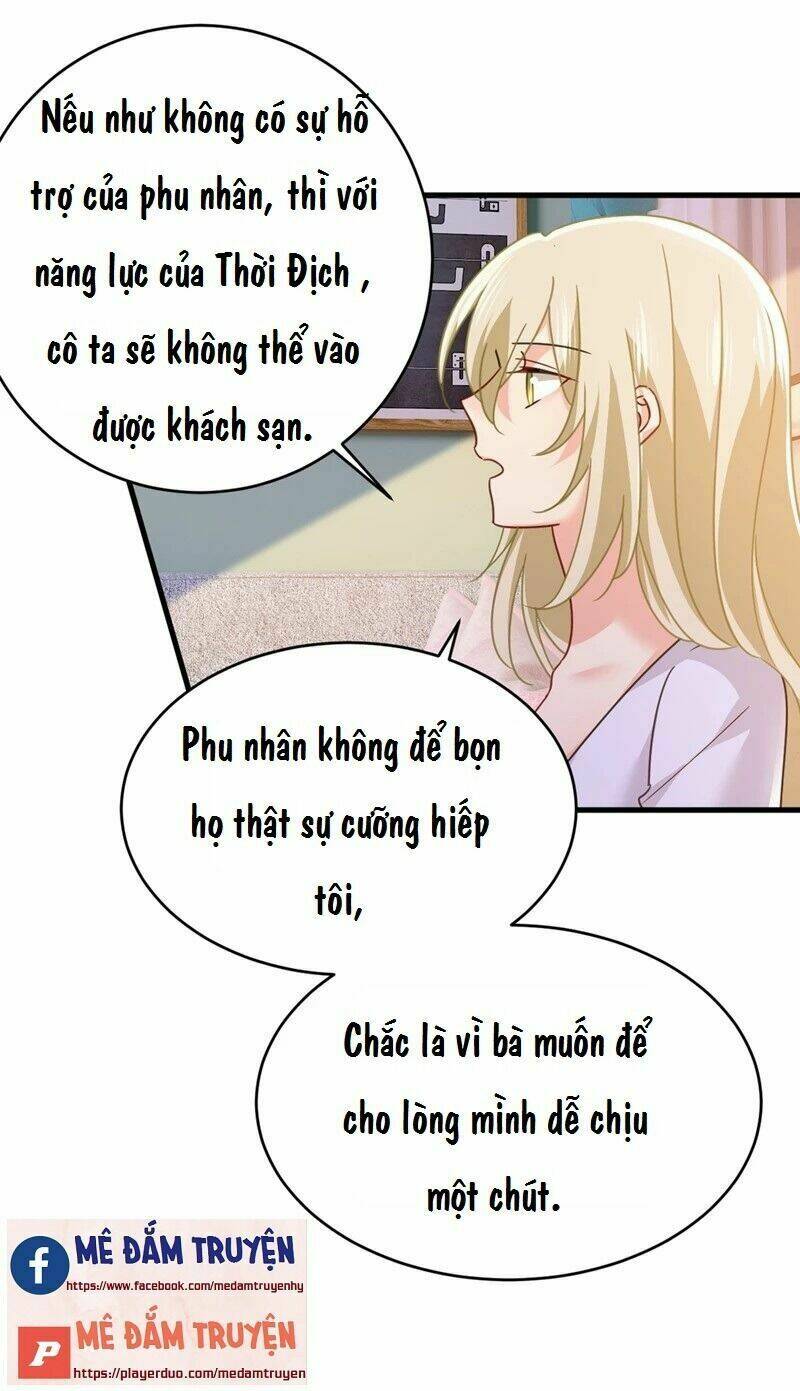 Nếu như không có sự hỗ
trợ của phu nhân, thì với
năng lực của Thời Địch ,
cô ta sẽ không thể vào
được khách sạn.
Phu nhân không để bọn
họ thật sự cưỡng hiếp
tôi,
Chắc là vì bà muốn để
cho lòng mình dễ chịu
một chút.
MÊ ĐẮM TRUYỆN
https://www.facebook.com/medamtruyenhy
MÊ ĐẮM TRUYỆN
https://playerduo.com/medamtruyen